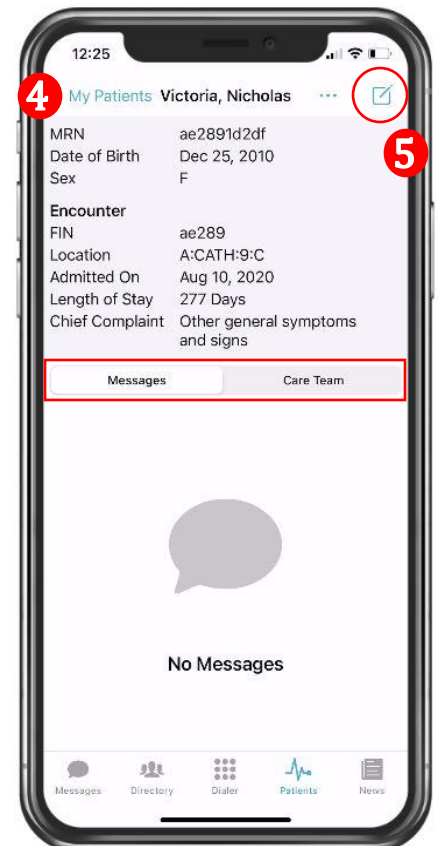 12:25
4 My Patients Victoria, Nicholas ...
5
MRN ae2891d2df
Date of Birth Dec 25, 2010
Sex F
Encounter
FIN ae289
Location A:CATH:9:C
Admitted On Aug 10, 2020
Length of Stay 277 Days
Chief Complaint Other general symptoms
and signs
Messages Care Team
No Messages
Messages Directory Dialer Patients News